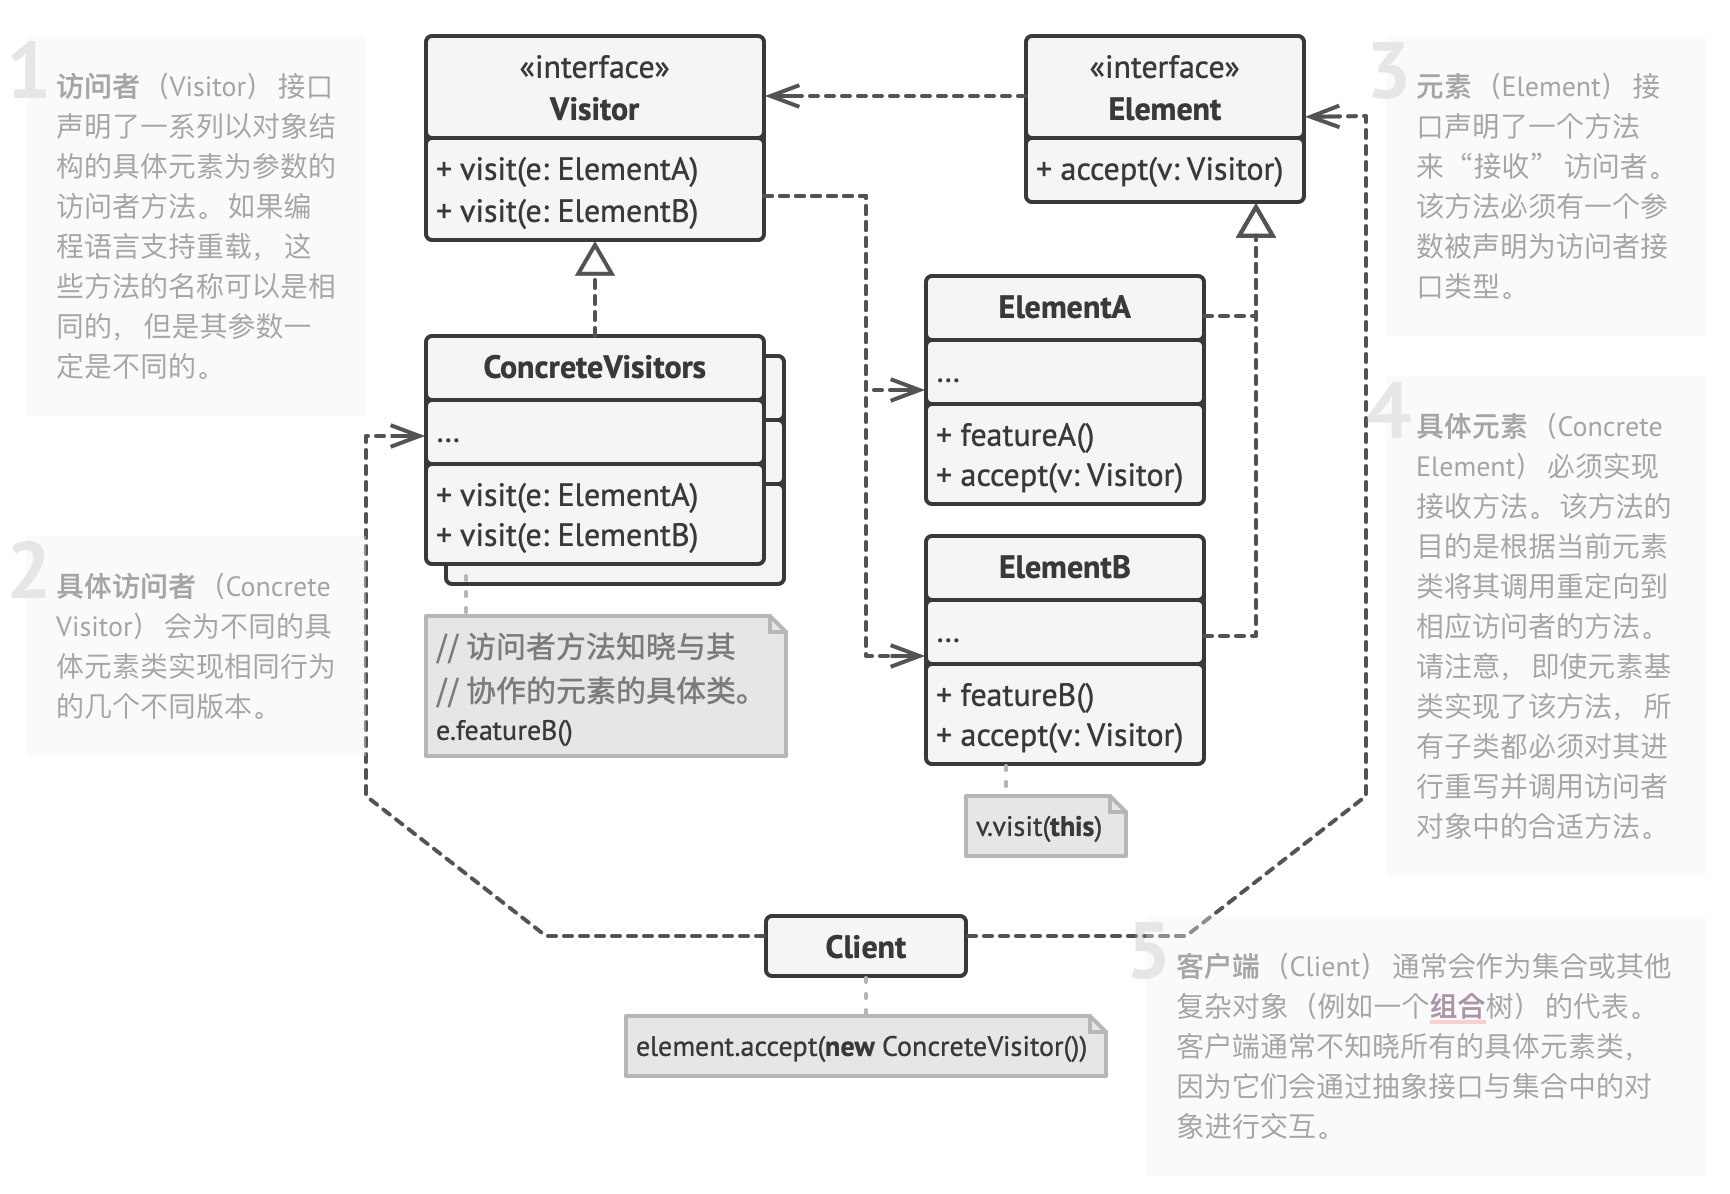 1
访问者（Visitor）接口
声明了一系列以对象结
构的具体元素为参数的
访问者方法。如果编
程语言支持重载，这
些方法的名称可以是相
同的，但是其参数一
定是不同的。
«interface»
Visitor
+ visit(e: ElementA)
+ visit(e: ElementB)
«interface»
Element
+ accept(v: Visitor)
3
元素（Element）接
口声明了一个方法
来“接收”访问者。
该方法必须有一个参
数被声明为访问者接
口类型。
ConcreteVisitors
...
+ visit(e: ElementA)
+ visit(e: ElementB)
ElementA
...
+ featureA()
+ accept(v: Visitor)
2
具体访问者（Concrete
Visitor）会为不同的具
体元素类实现相同行为
的几个不同版本。
// 访问者方法知晓与其
// 协作的元素的具体类。
e.featureB()
ElementB
...
+ featureB()
+ accept(v: Visitor)
v.visit(this)
4
具体元素（Concrete
Element）必须实现
接收方法。该方法的
目的是根据当前元素
类将其调用重定向到
相应访问者的方法。
请注意，即使元素基
类实现了该方法，所
有子类都必须对其进
行重写并调用访问者
对象中的合适方法。
Client
element.accept(new ConcreteVisitor())
5
客户端（Client）通常会作为集合或其他
复杂对象（例如一个组合树）的代表。
客户端通常不知晓所有的具体元素类，
因为它们会通过抽象接口与集合中的对
象进行交互。